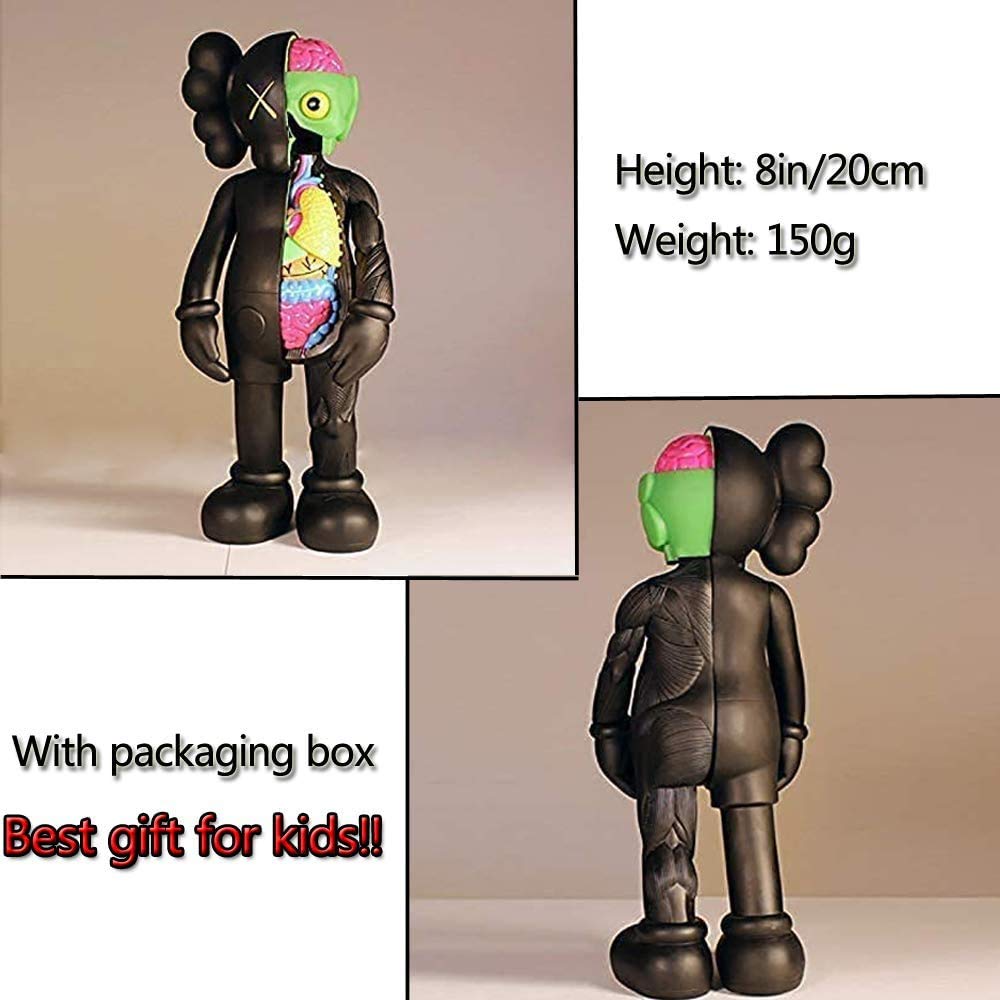 Height: 8in/20cm
Weight: 150g
With packaging box
Best gift for kids!!